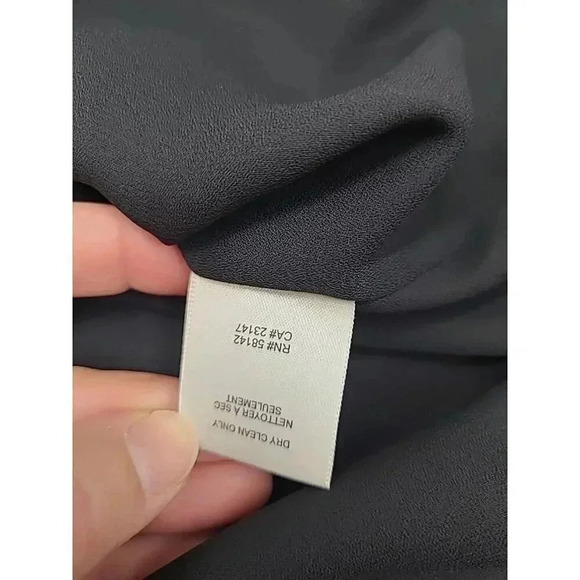 DRY CLEAN ONLY
NETTOYER A SEC
SEULEMENT
RN# 58142
CA# 23147